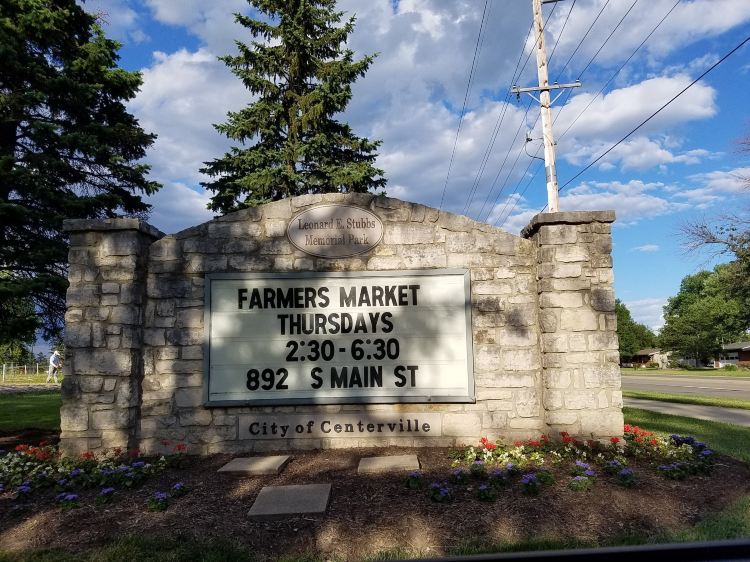 Leonard E. Stubbs
Memorial Park
FARMERS MARKET
THURSDAYS
2:30 - 6:30
892 S MAIN ST
City of Centerville